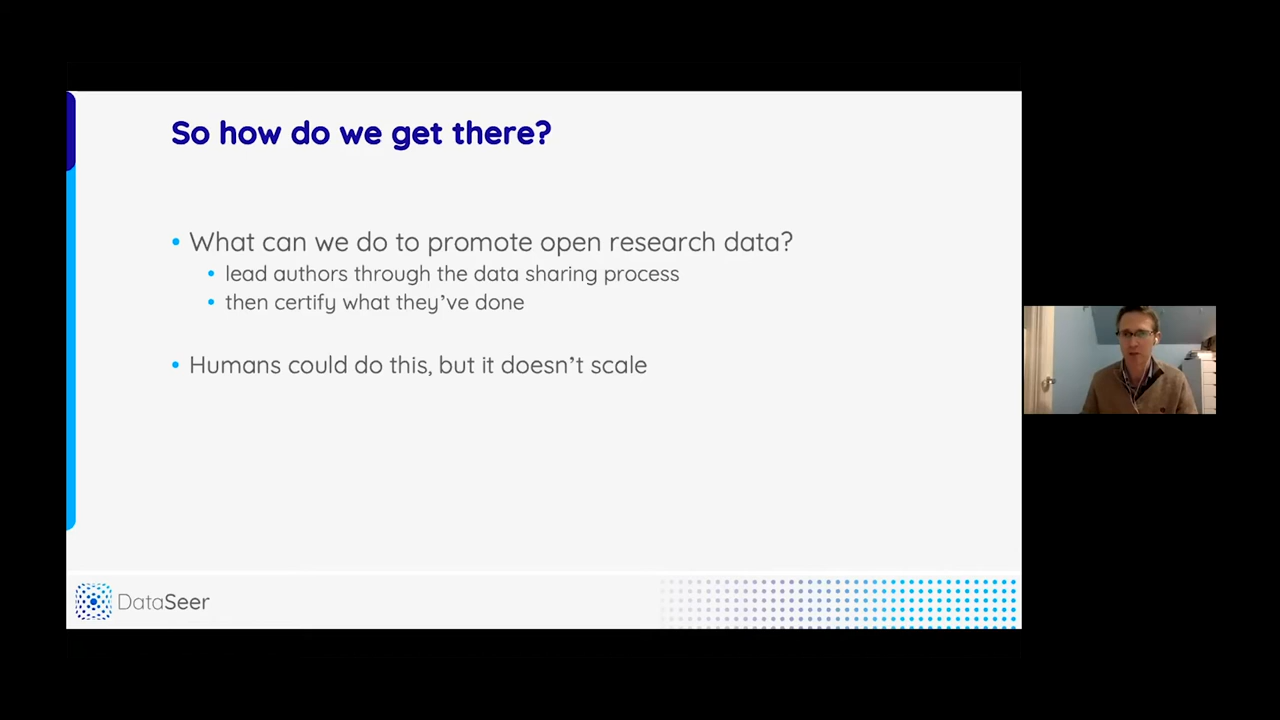 So how do we get there?
• What can we do to promote open research data?
• lead authors through the data sharing process
• then certify what they’ve done
• Humans could do this, but it doesn’t scale
DataSeer